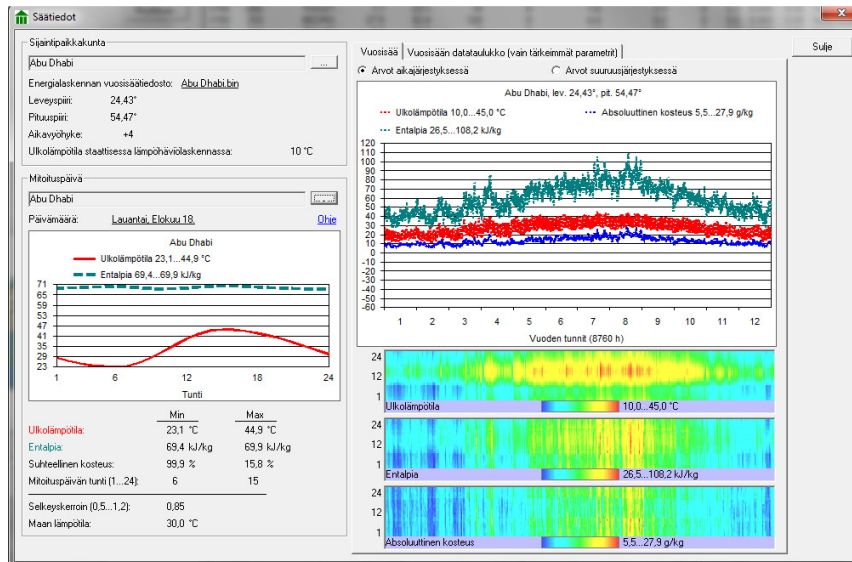 Säätiedot
Sijaintipaikkakunta
Abu Dhabi
...
Energialaskennan vuosisäätiedosto: Abu Dhabi.bin
Leveyspiiri: 24,43°
Pituuspiiri: 54,47°
Aikavyöhyke: +4
Ulkolämpötila staattisessa lämpöhäviölaskennassa: 10 °C
Mitoituspäivä
Abu Dhabi
...
Päivämäärä: Lauantai, Elokuu 18. Ohje
Abu Dhabi
Ulkolämpötila 23,1...44,9 °C
Entalpia 69,4...69,9 kJ/kg
71
65
59
53
47
41
35
29
23
1 6 12 18 24
Tunti
Min Max
Ulkolämpötila: 23,1 °C 44,9 °C
Entalpia: 69,4 kJ/kg 69,9 kJ/kg
Suhteellinen kosteus: 99,9 % 15,8 %
Mitoituspäivän tunti (1...24): 6 15
Selkeyskerroin (0,5...1,2): 0,85
Maan lämpötila: 30,0 °C
Vuosisää Vuosisään datataulukko (vain tärkeimmät parametrit)
Arvot aikajärjestyksessä Arvot suuruusjärjestyksessä
Abu Dhabi, lev. 24,43°, pit. 54,47°
Ulkolämpötila 10,0...45,0 °C Absoluuttinen kosteus 5,5...27,9 g/kg
Entalpia 26,5...108,2 kJ/kg
120
110
100
90
80
70
60
50
40
30
20
10
0
-10
-20
-30
-40
-50
-60
1 2 3 4 5 6 7 8 9 10 11 12
Vuoden tunnit (8760 h)
24
12
1
Ulkolämpötila 10,0...45,0 °C
24
12
1
Entalpia 26,5...108,2 kJ/kg
24
12
1
Absoluuttinen kosteus 5,5...27,9 g/kg
Sulje